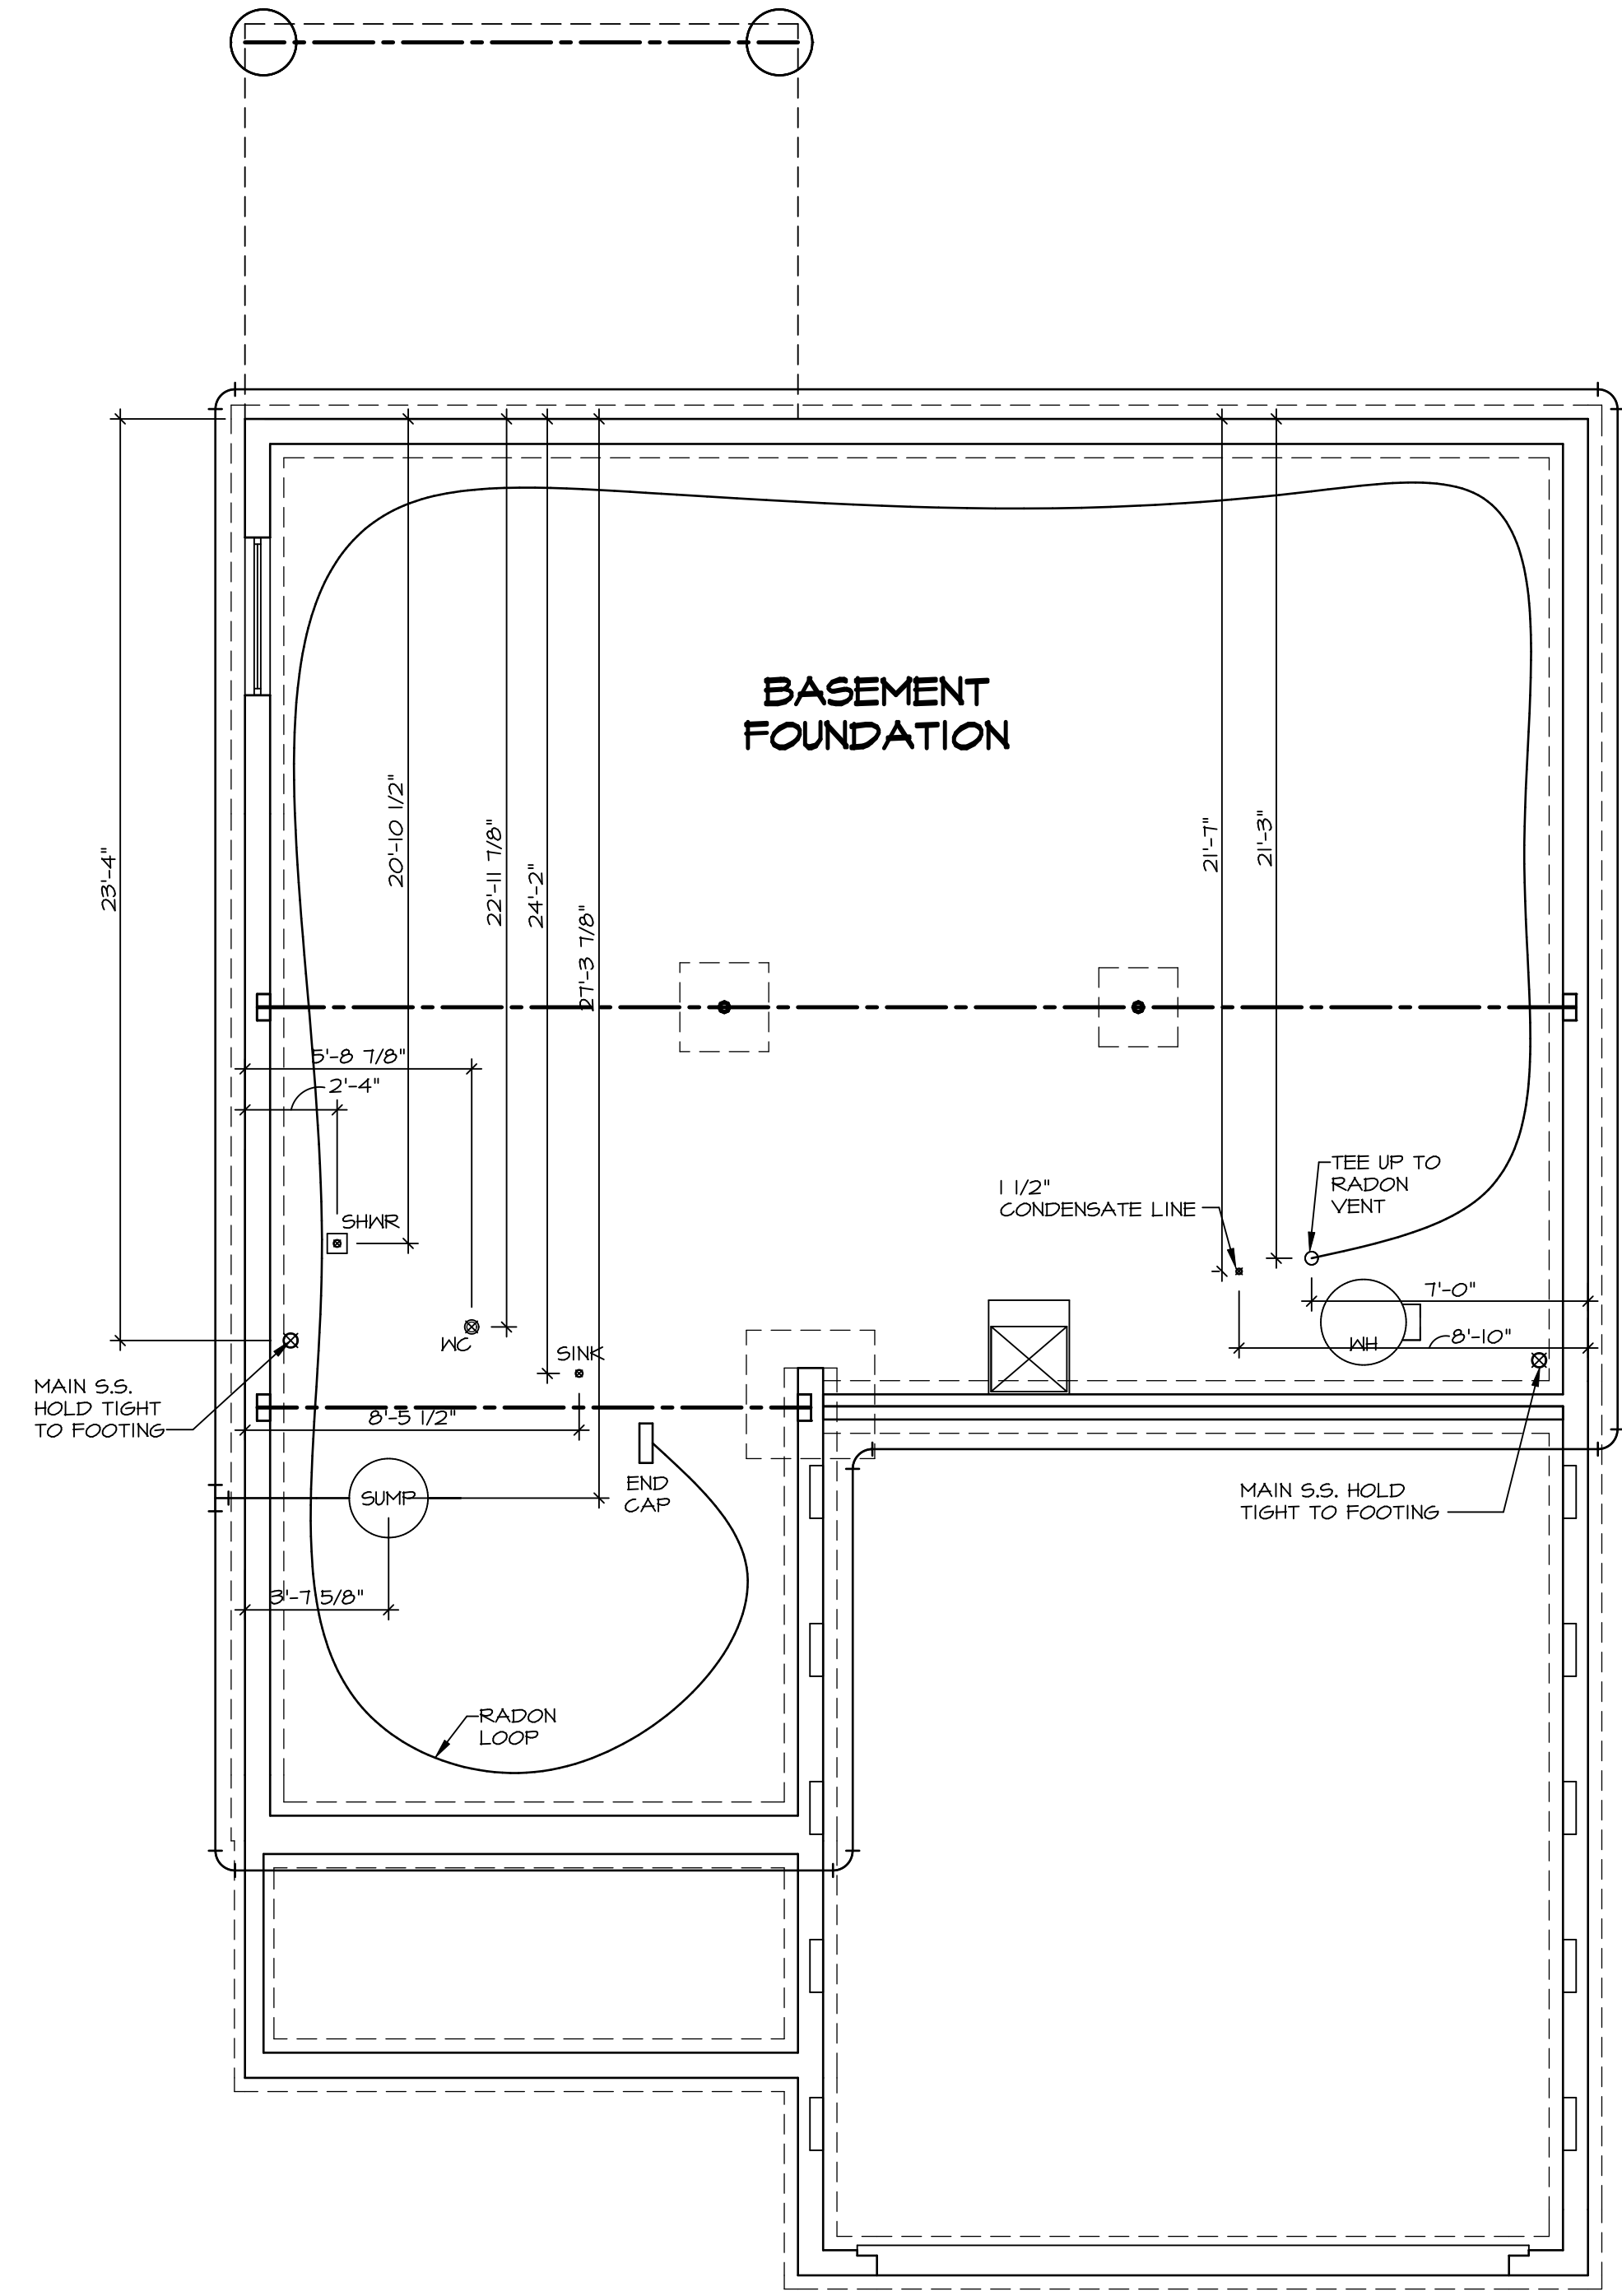 BASEMENT
FOUNDATION
23'-4"
20'-10 1/2"
22'-11 7/8"
24'-2"
27'-3 7/8"
21'-7"
21'-3"
5'-8 7/8"
2'-4"
TEE UP TO
RADON
VENT
1 1/2"
CONDENSATE LINE
SHWR
7'-0"
8'-10"
WC
WH
SINK
MAIN S.S.
HOLD TIGHT
TO FOOTING
8'-5 1/2"
END
CAP
SUMP
MAIN S.S. HOLD
TIGHT TO FOOTING
3'-7 5/8"
RADON
LOOP